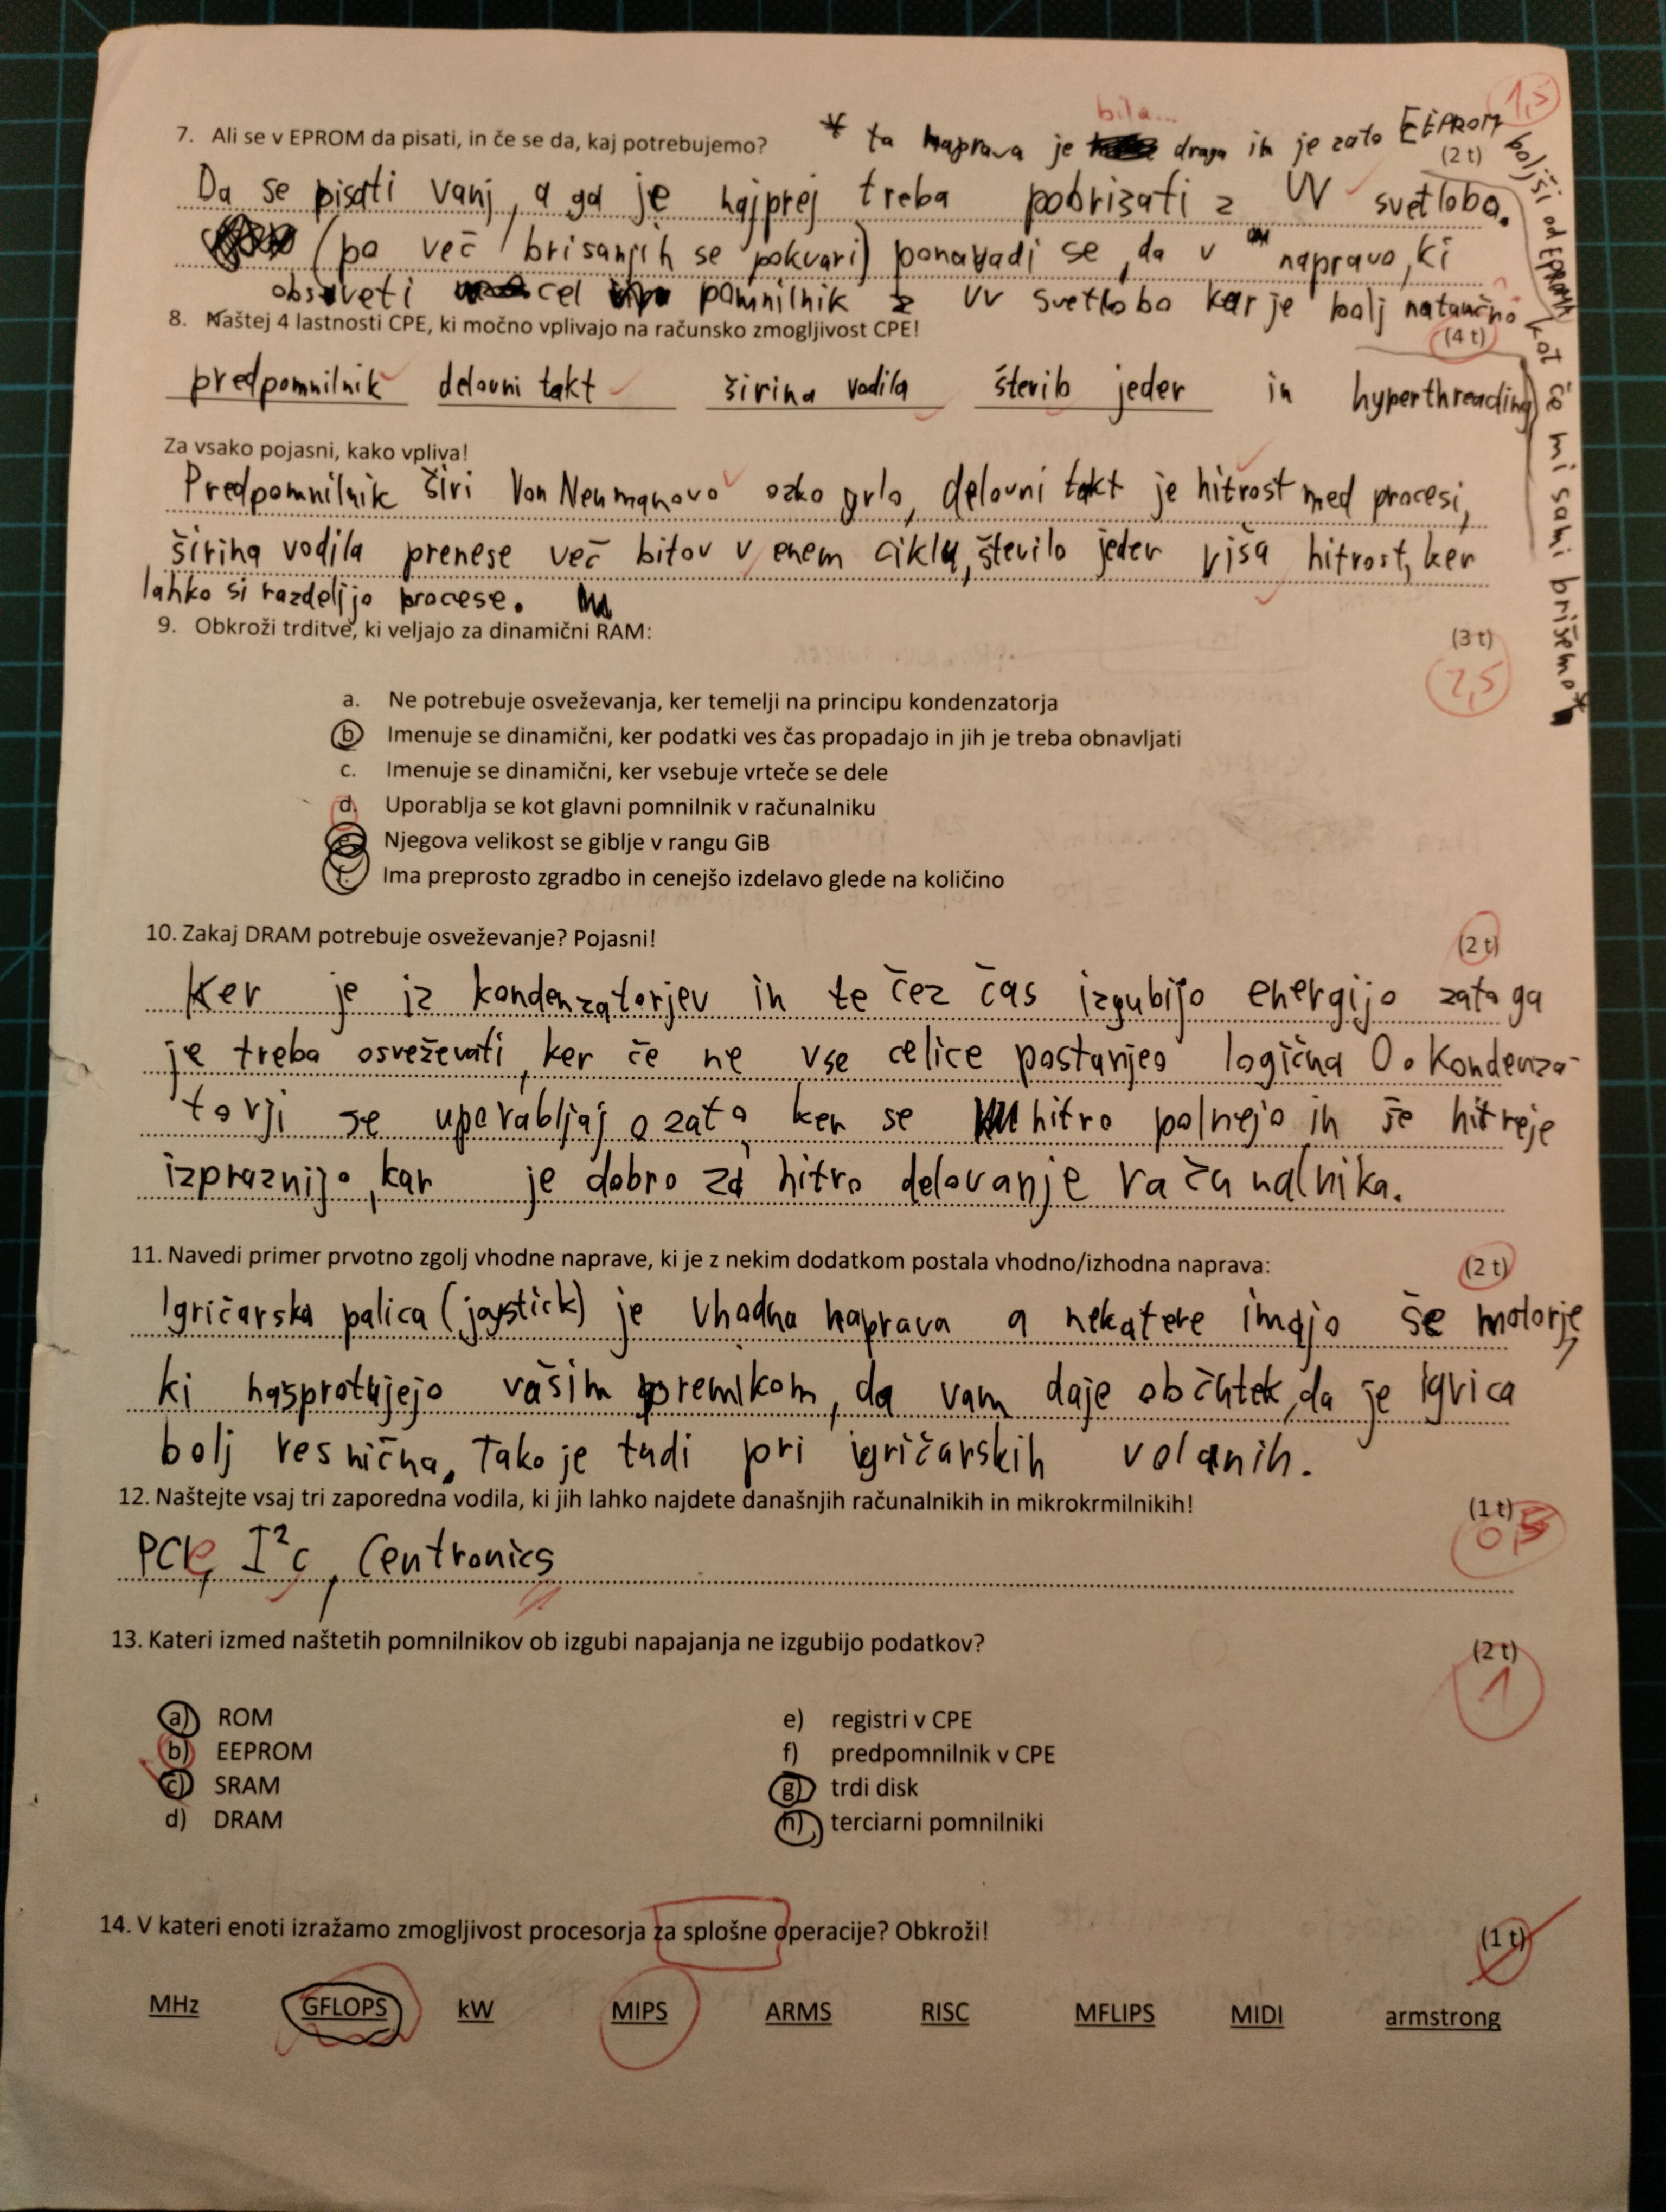 1,5
bila...
7. Ali se v EPROM da pisati, in če se da, kaj potrebujemo?
* ta naprava je draga in je zato EEPROM
(2 t)
boljši od EPROM kot če mi sami brišemo*
Da se pisati vanj, a ga je najprej treba pobrizati z UV svetlobo.
(po več brisanjih se pokvari) ponavadi se, da v napravo, ki
obsveti cel pomnilnik z UV svetlobo kar je bolj natančno
8. Naštej 4 lastnosti CPE, ki močno vplivajo na računsko zmogljivost CPE!
(4 t)
predpomnilnik delovni takt širina vodila število jeder in hyperthreading
Za vsako pojasni, kako vpliva!
Predpomnilnik širi Von Neumanovo ozko grlo, delovni takt je hitrost med procesi,
širina vodila prenese več bitov v enem ciklu, število jeder viša hitrost, ker
lahko si razdelijo procese.
9. Obkroži trditve, ki veljajo za dinamični RAM:
(3 t)
2,5
a. Ne potrebuje osveževanja, ker temelji na principu kondenzatorja
b Imenuje se dinamični, ker podatki ves čas propadajo in jih je treba obnavljati
c. Imenuje se dinamični, ker vsebuje vrteče se dele
d. Uporablja se kot glavni pomnilnik v računalniku
Njegova velikost se giblje v rangu GiB
f. Ima preprosto zgradbo in cenejšo izdelavo glede na količino
10. Zakaj DRAM potrebuje osveževanje? Pojasni!
(2 t)
Ker je iz kondenzatorjev in te čez čas izgubijo energijo zato ga
je treba osveževati, ker če ne vse celice postanjeo logična 0. Kondenza-
torji se uporabljajo zato, ker se hitro polnejo in še hitreje
izpraznijo, kar je dobro za hitro delovanje računalnika.
11. Navedi primer prvotno zgolj vhodne naprave, ki je z nekim dodatkom postala vhodno/izhodna naprava:
(2 t)
Igričarska palica (joystick) je vhodna naprava a nekatere imajo še motorje,
ki nasprotujejo vašim premikom, da vam daje občutek, da je igrica
bolj resnična. Tako je tudi pri igričarskih volanih.
12. Naštejte vsaj tri zaporedna vodila, ki jih lahko najdete današnjih računalnikih in mikrokrmilnikih!
(1 t)
PCIe, I²C, Centronics
13. Kateri izmed naštetih pomnilnikov ob izgubi napajanja ne izgubijo podatkov?
(2 t)
1
a) ROM
b) EEPROM
c) SRAM
d) DRAM
e) registri v CPE
f) predpomnilnik v CPE
g) trdi disk
h) terciarni pomnilniki
14. V kateri enoti izražamo zmogljivost procesorja za splošne operacije? Obkroži!
(1 t)
MHz GFLOPS kW MIPS ARMS RISC MFLIPS MIDI armstrong